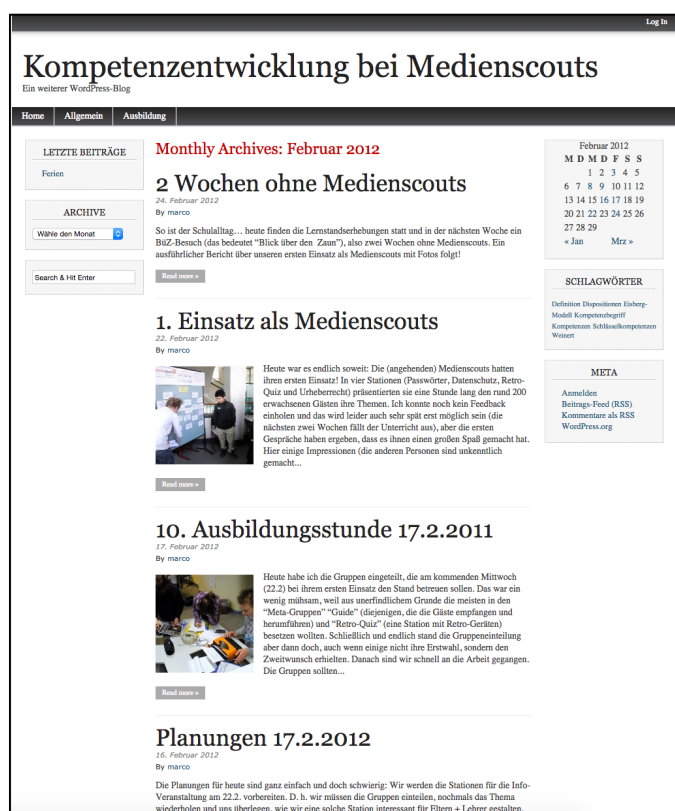 Log In
Kompetenzentwicklung bei Medienscouts
Ein weiterer WordPress-Blog
Home Allgemein Ausbildung
LETZTE BEITRÄGE
Ferien
ARCHIVE
Wähle den Monat
Search & Hit Enter
Monthly Archives: Februar 2012
2 Wochen ohne Medienscouts
24. Februar 2012
By marco
So ist der Schulalltag… heute finden die Lernstandserhebungen statt und in der nächsten Woche ein
BüZ-Besuch (das bedeutet “Blick über den Zaun”), also zwei Wochen ohne Medienscouts. Ein
ausführlicher Bericht über unseren ersten Einsatz als Medienscouts mit Fotos folgt!
Read more »
1. Einsatz als Medienscouts
22. Februar 2012
By marco
Heute war es endlich soweit: Die (angehenden) Medienscouts hatten
ihren ersten Einsatz! In vier Stationen (Passwörter, Datenschutz, Retro-
Quiz und Urheberrecht) präsentierten sie eine Stunde lang den rund 200
erwachsenen Gästen ihre Themen. Ich konnte noch kein Feedback
einholen und das wird leider auch sehr spät erst möglich sein (die
nächsten zwei Wochen fällt der Unterricht aus), aber die ersten
Gespräche haben ergeben, dass es ihnen einen großen Spaß gemacht hat.
Hier einige Impressionen (die anderen Personen sind unkenntlich
gemacht…
Read more »
10. Ausbildungsstunde 17.2.2011
17. Februar 2012
By marco
Heute habe ich die Gruppen eingeteilt, die am kommenden Mittwoch
(22.2) bei ihrem ersten Einsatz den Stand betreuen sollen. Das war ein
wenig mühsam, weil aus unerfindlichem Grunde die meisten in den
“Meta-Gruppen” “Guide” (diejenigen, die die Gäste empfangen und
herumführen) und “Retro-Quiz” (eine Station mit Retro-Geräten)
besetzen wollten. Schließlich und endlich stand die Gruppeneinteilung
aber dann doch, auch wenn einige nicht ihre Erstwahl, sondern den
Zweitwunsch erhielten. Danach sind wir schnell an die Arbeit gegangen.
Die Gruppen sollten…
Read more »
Planungen 17.2.2012
16. Februar 2012
By marco
Die Planungen für heute sind ganz einfach und doch schwierig: Wir werden die Stationen für die Info-
Veranstaltung am 22.2. vorbereiten. D. h. wir müssen die Gruppen einteilen, nochmals das Thema
wiederholen und uns überlegen, wie wir eine solche Station interessant für Eltern + Lehrer gestalten.
Februar 2012
M D M D F S S
1 2 3 4 5
6 7 8 9 10 11 12
13 14 15 16 17 18 19
20 21 22 23 24 25 26
27 28 29
« Jan Mrz »
SCHLAGWÖRTER
Definition Dispositionen Eisberg-
Modell Kompetenzbegriff
Kompetenzen Schlüsselkompetenzen
Weinert
META
Anmelden
Beitrags-Feed (RSS)
Kommentare als RSS
WordPress.org